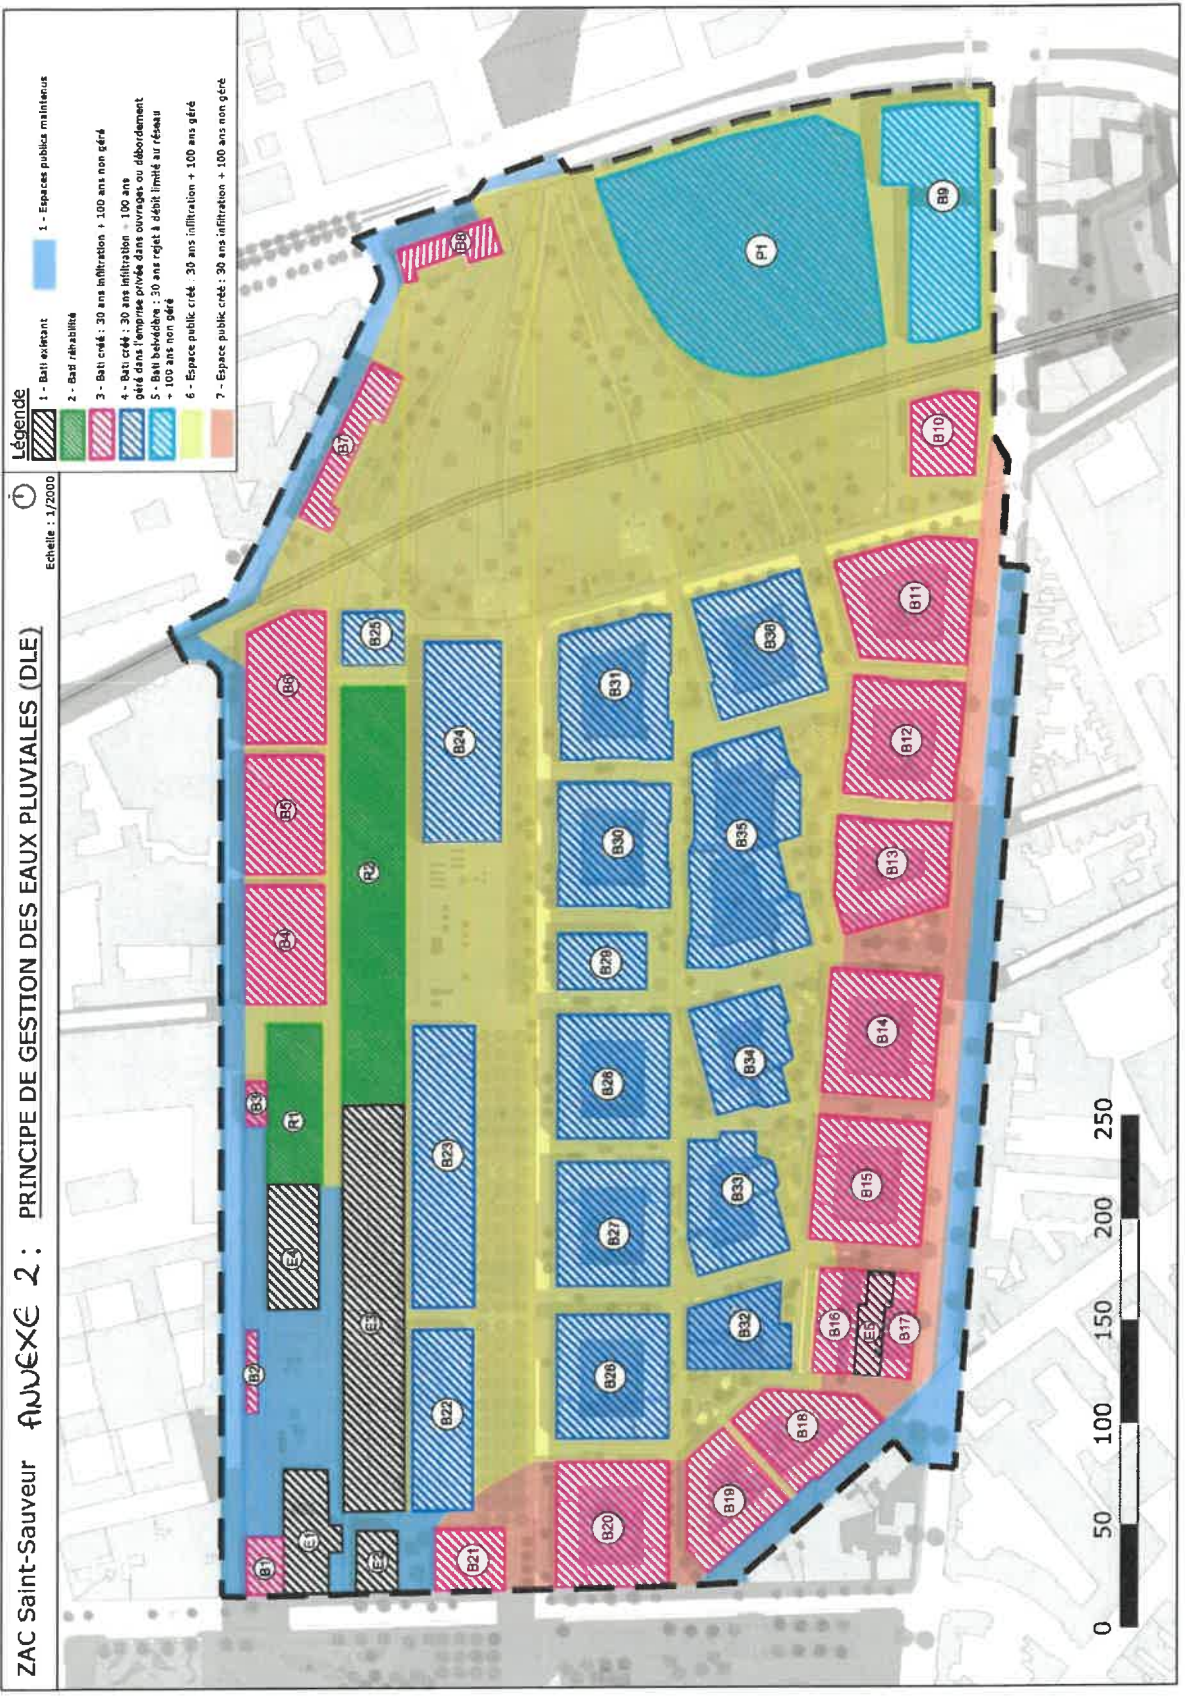 ZAC Saint-Sauveur ANNEXE 2 : PRINCIPE DE GESTION DES EAUX PLUVIALES (DLE)
Echelle : 1/2000
Légende
1 - Bati existant
1 - Espaces publics maintenus
2 - Bati réhabilité
3 - Bati créé : 30 ans infiltration + 100 ans non géré
4 - Bati créé : 30 ans infiltration + 100 ans
géré dans l'emprise privée dans ouvrages ou débordement
5 - Bati belvédère : 30 ans rejet à débit limité au réseau
+ 100 ans non géré
6 - Espace public créé : 30 ans infiltration + 100 ans géré
7 - Espace public créé : 30 ans infiltration + 100 ans non géré
B1
B2
B3
B4
B5
B6
B7
B8
E1
E4
R1
E2
E3
R2
B25
B21
B22
B23
B24
B20
B28
B27
B26
B29
B30
B31
P1
B19
B32
B33
B34
B35
B36
B18
B16
E5
B17
B15
B14
B13
B12
B11
B10
B9
0
50
100
150
200
250